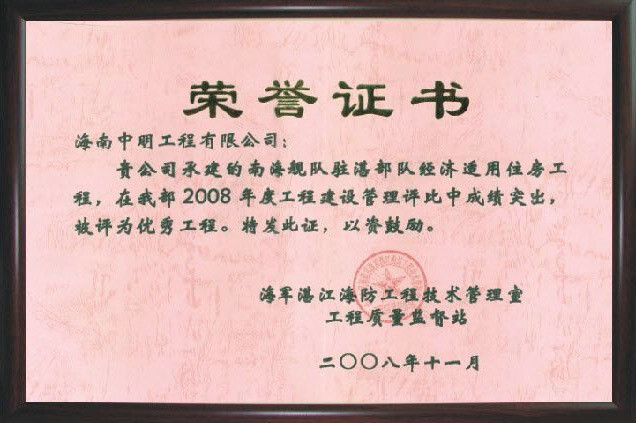 荣誉证书
海南中明工程有限公司：
贵公司承建的南海舰队驻湛部队经济适用住房工
程，在我部2008年度工程建设管理评比中成绩突出，
被评为优秀工程。特发此证，以资鼓励。
海军湛江海防工程技术管理室
工程质量监督站
二〇〇八年十一月